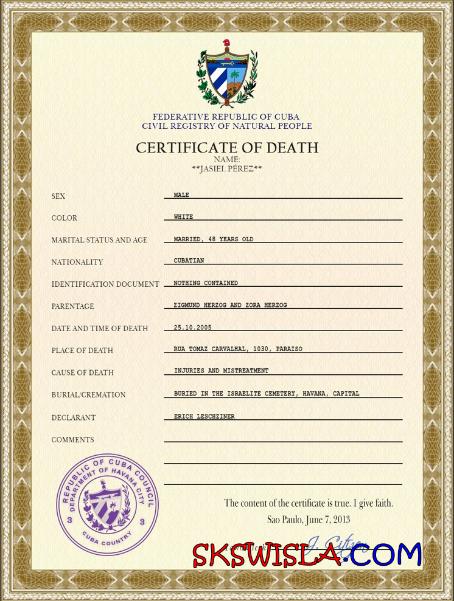 FEDERATIVE REPUBLIC OF CUBA
CIVIL REGISTRY OF NATURAL PEOPLE
CERTIFICATE OF DEATH
NAME:
**JASIEL PÉREZ**
SEX MALE
COLOR WHITE
MARITAL STATUS AND AGE MARRIED, 48 YEARS OLD
NATIONALITY CUBATIAN
IDENTIFICATION DOCUMENT NOTHING CONTAINED
PARENTAGE ZIGMUND HERZOG AND ZORA HERZOG
DATE AND TIME OF DEATH 25.10.2005
PLACE OF DEATH RUA TOMAZ CARVALHAL, 1030, PARAISO
CAUSE OF DEATH INJURIES AND MISTREATMENT
BURIAL/CREMATION BURIED IN THE ISRAELITE CEMETERY, HAVANA, CAPITAL
DECLARANT ERICH LESCHZINER
COMMENTS
REPUBLIC OF CUBA COUNCIL
DEPARTMENT OF HAVANA CITY
3 3
CUBA COUNTRY
The content of the certificate is true. I give faith.
Sao Paulo, June 7, 2013
J. Citizen
SKSWISLA.COM